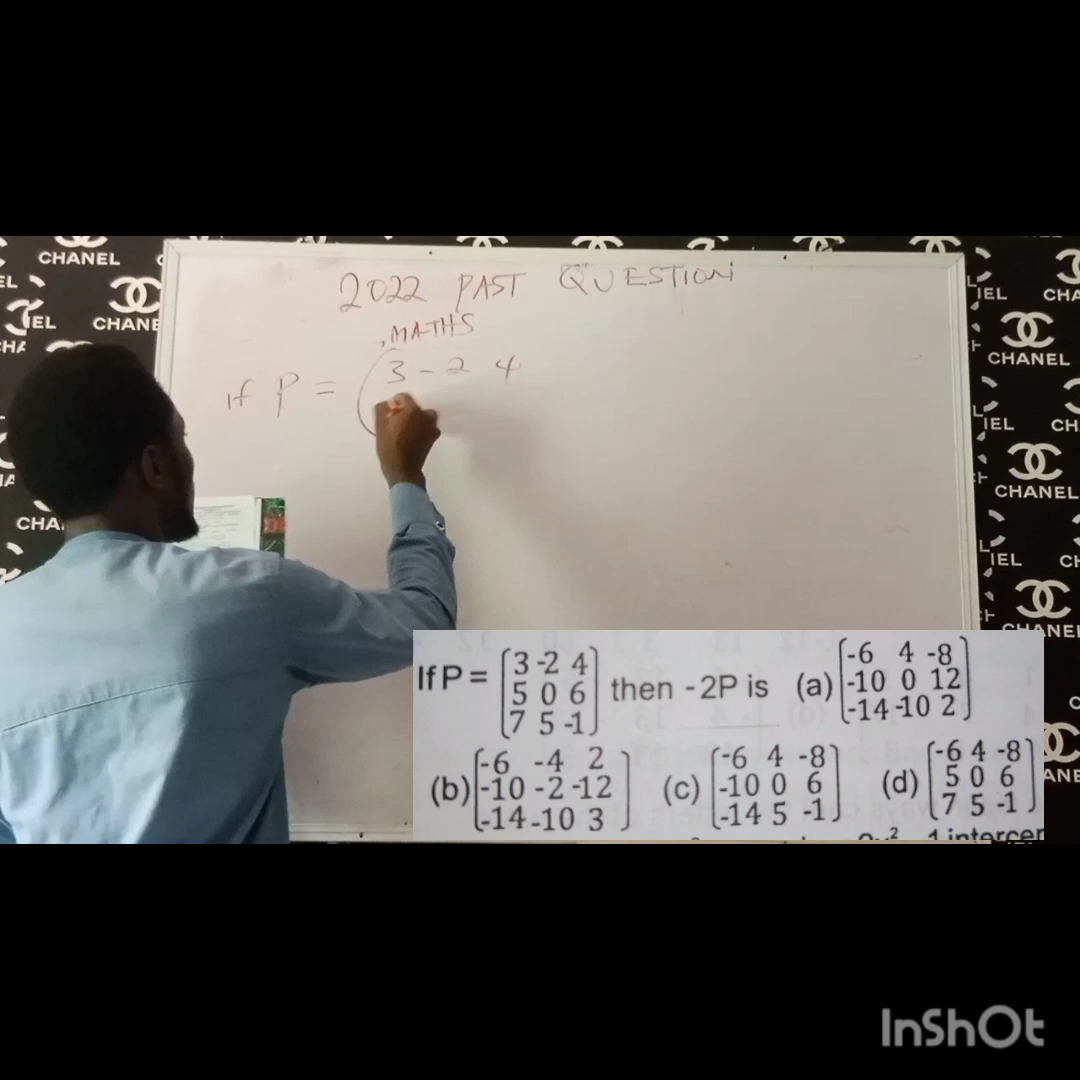 CHANEL
CHANE
CHANEL
CHANEL
CHANEL
2022 PAST QUESTION
MATHS
If P = ( 3 -2 4
If P = [3 -2 4] then -2P is (a) [-6 4 -8]
[5 0 6] [-10 0 12]
[7 5 -1] [-14 -10 2]
(b) [-6 -4 2] (c) [-6 4 -8] (d) [-6 4 -8]
[-10 -2 -12] [-10 0 6] [5 0 6]
[-14 -10 3] [-14 5 -1] [7 5 -1]
InShOt